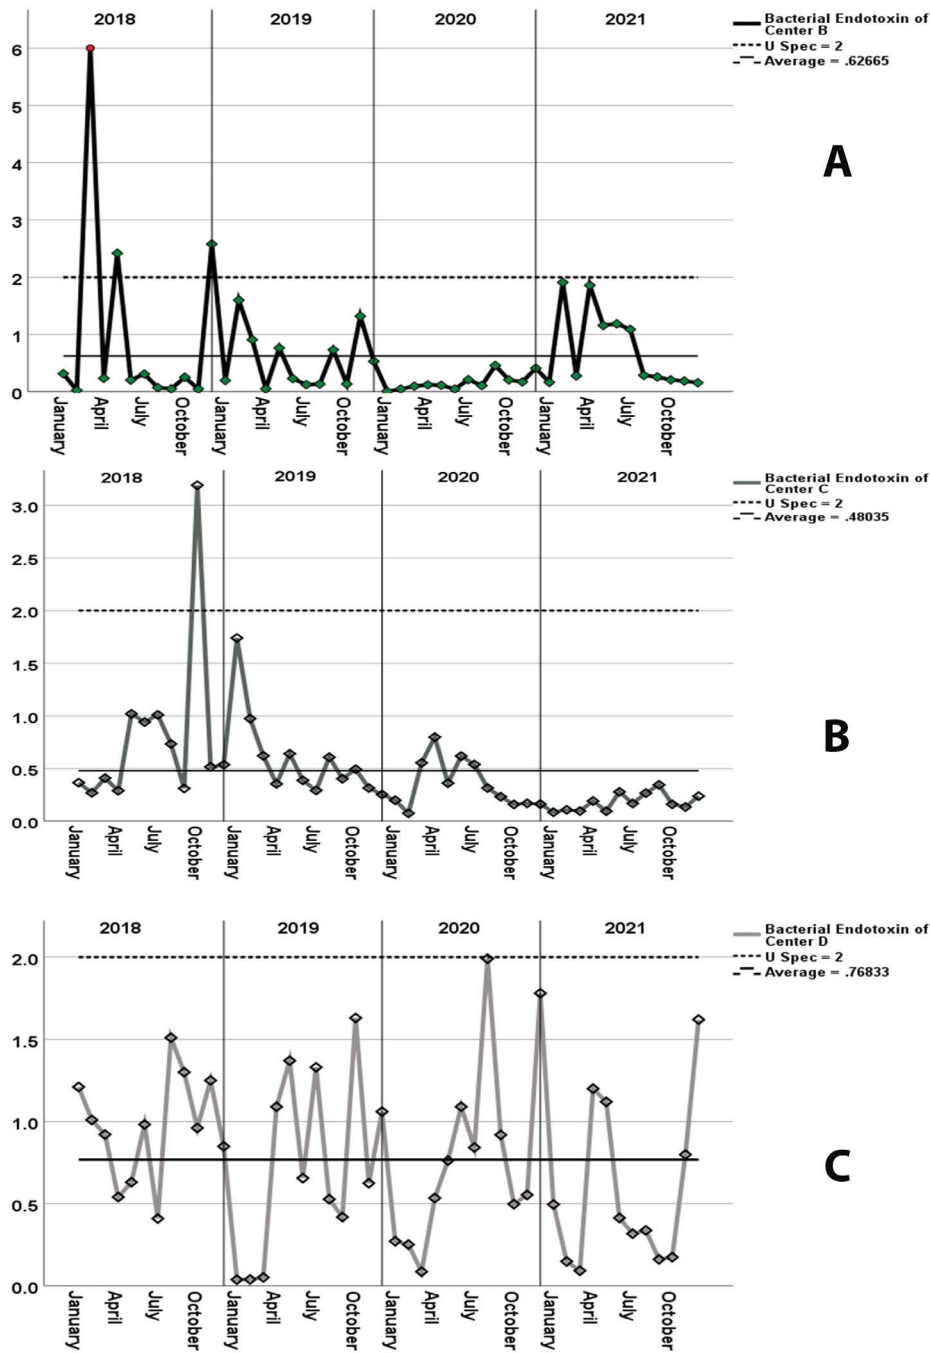 2018 2019 2020 2021
Bacterial Endotoxin of
Center B
U Spec = 2
Average = .62665
6
5
4
3
2
1
0
A
January April July October January April July October January April July October January April July October
2018 2019 2020 2021
Bacterial Endotoxin of
Center C
U Spec = 2
Average = .48035
3.0
2.5
2.0
1.5
1.0
0.5
0.0
B
January April July October January April July October January April July October January April July October
2018 2019 2020 2021
Bacterial Endotoxin of
Center D
U Spec = 2
Average = .76833
2.0
1.5
1.0
0.5
0.0
C
January April July October January April July October January April July October January April July October